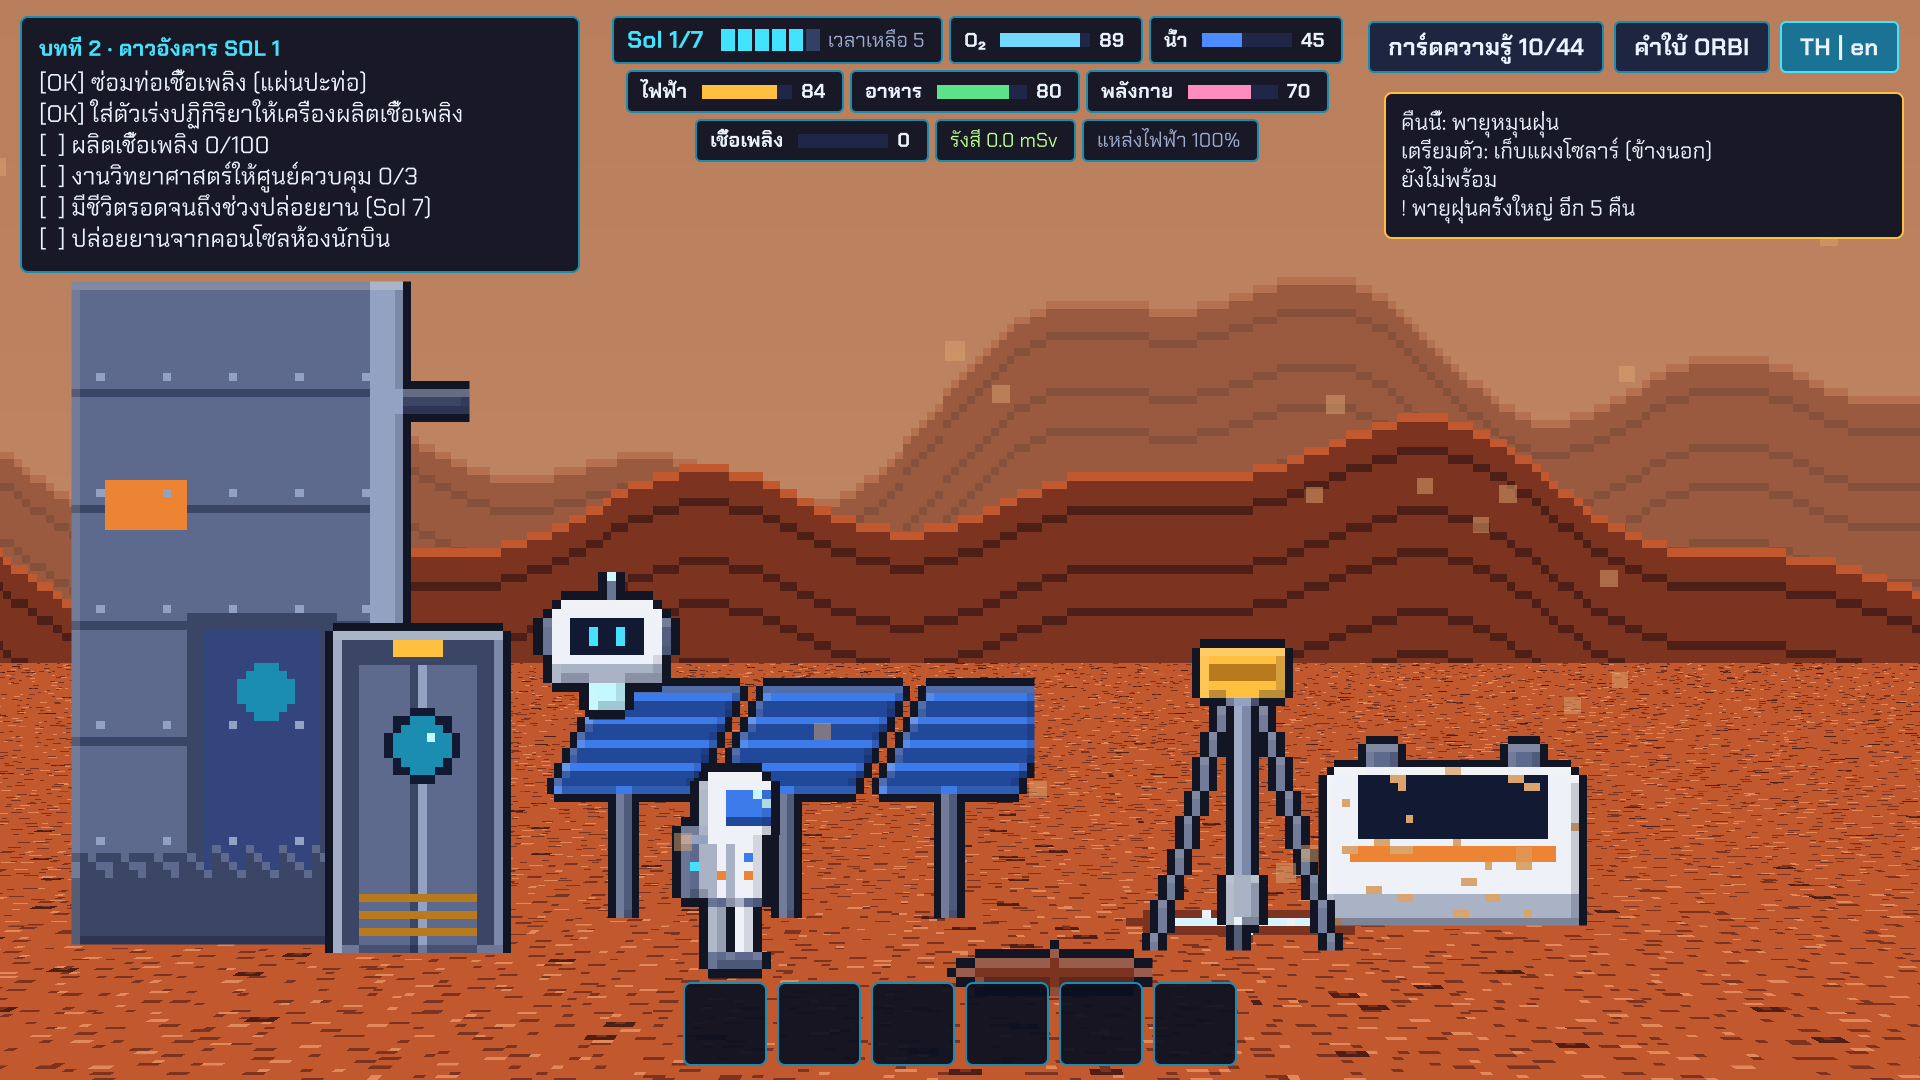 บทที่ 2 · ดาวอังคาร SOL 1
[OK] ซ่อมท่อเชื้อเพลิง (แผ่นปะท่อ)
[OK] ใส่ตัวเร่งปฏิกิริยาให้เครื่องผลิตเชื้อเพลิง
[ ] ผลิตเชื้อเพลิง 0/100
[ ] งานวิทยาศาสตร์ให้ศูนย์ควบคุม 0/3
[ ] มีชีวิตรอดจนถึงช่วงปล่อยยาน (Sol 7)
[ ] ปล่อยยานจากคอนโซลห้องนักบิน
Sol 1/7 เวลาเหลือ 5
O₂ 89
น้ำ 45
ไฟฟ้า 84
อาหาร 80
พลังกาย 70
เชื้อเพลิง 0
รังสี 0.0 mSv
แหล่งไฟฟ้า 100%
การ์ดความรู้ 10/44
คำใบ้ ORBI
TH | en
คืนนี้: พายุหมุนฝุ่น
เตรียมตัว: เก็บแผงโซลาร์ (ข้างนอก)
ยังไม่พร้อม
! พายุฝุ่นครั้งใหญ่ อีก 5 คืน